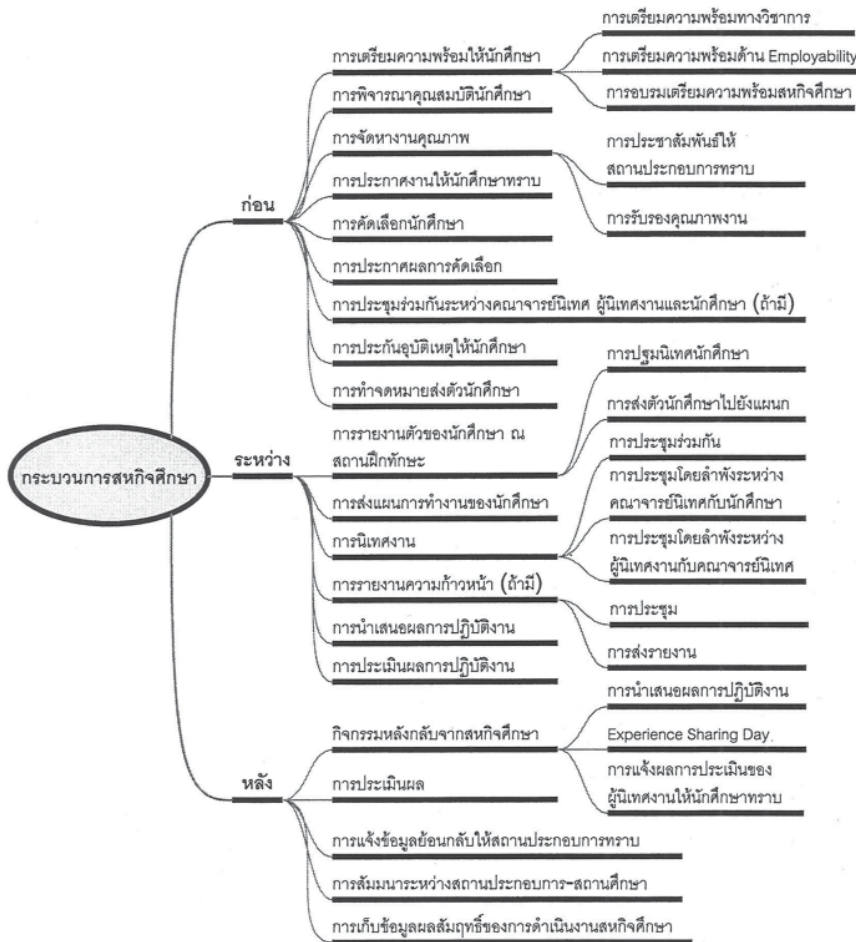 กระบวนการสหกิจศึกษา
ก่อน
การเตรียมความพร้อมให้นักศึกษา
การเตรียมความพร้อมทางวิชาการ
การเตรียมความพร้อมด้าน Employability
การอบรมเตรียมความพร้อมสหกิจศึกษา
การพิจารณาคุณสมบัตินักศึกษา
การจัดหางานคุณภาพ
การประชาสัมพันธ์ให้
สถานประกอบการทราบ
การรับรองคุณภาพงาน
การประกาศงานให้นักศึกษาทราบ
การคัดเลือกนักศึกษา
การประกาศผลการคัดเลือก
การประชุมร่วมกันระหว่างคณาจารย์นิเทศ ผู้นิเทศงานและนักศึกษา (ถ้ามี)
การประกันอุบัติเหตุให้นักศึกษา
การทำจดหมายส่งตัวนักศึกษา
ระหว่าง
การรายงานตัวของนักศึกษา ณ
สถานฝึกทักษะ
การปฐมนิเทศนักศึกษา
การส่งตัวนักศึกษาไปยังแผนก
การส่งแผนการทำงานของนักศึกษา
การนิเทศงาน
การประชุมร่วมกัน
การประชุมโดยลำพังระหว่าง
คณาจารย์นิเทศกับนักศึกษา
การประชุมโดยลำพังระหว่าง
ผู้นิเทศงานกับคณาจารย์นิเทศ
การรายงานความก้าวหน้า (ถ้ามี)
การประชุม
การส่งรายงาน
การนำเสนอผลการปฏิบัติงาน
การประเมินผลการปฏิบัติงาน
หลัง
กิจกรรมหลังกลับจากสหกิจศึกษา
การนำเสนอผลการปฏิบัติงาน
Experience Sharing Day
การแจ้งผลการประเมินของ
ผู้นิเทศงานให้นักศึกษาทราบ
การประเมินผล
การแจ้งข้อมูลย้อนกลับให้สถานประกอบการทราบ
การสัมมนาระหว่างสถานประกอบการ-สถานศึกษา
การเก็บข้อมูลผลสัมฤทธิ์ของการดำเนินงานสหกิจศึกษา